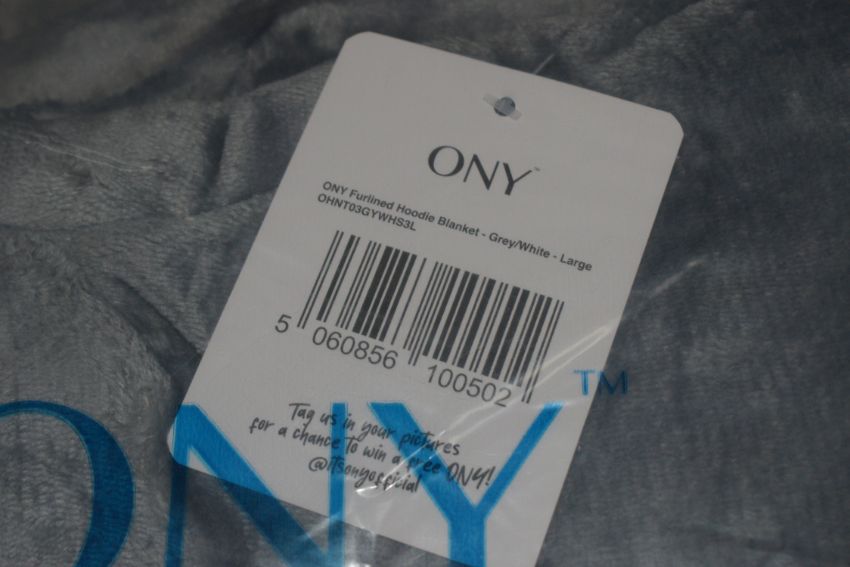 ONY™
ONY Furlined Hoodie Blanket - Grey/White - Large
OHNT03GYWHS3L
5 060856 100502
Tag us in your pictures
for a chance to win a free ONY!
@itsonyofficial
ONY™